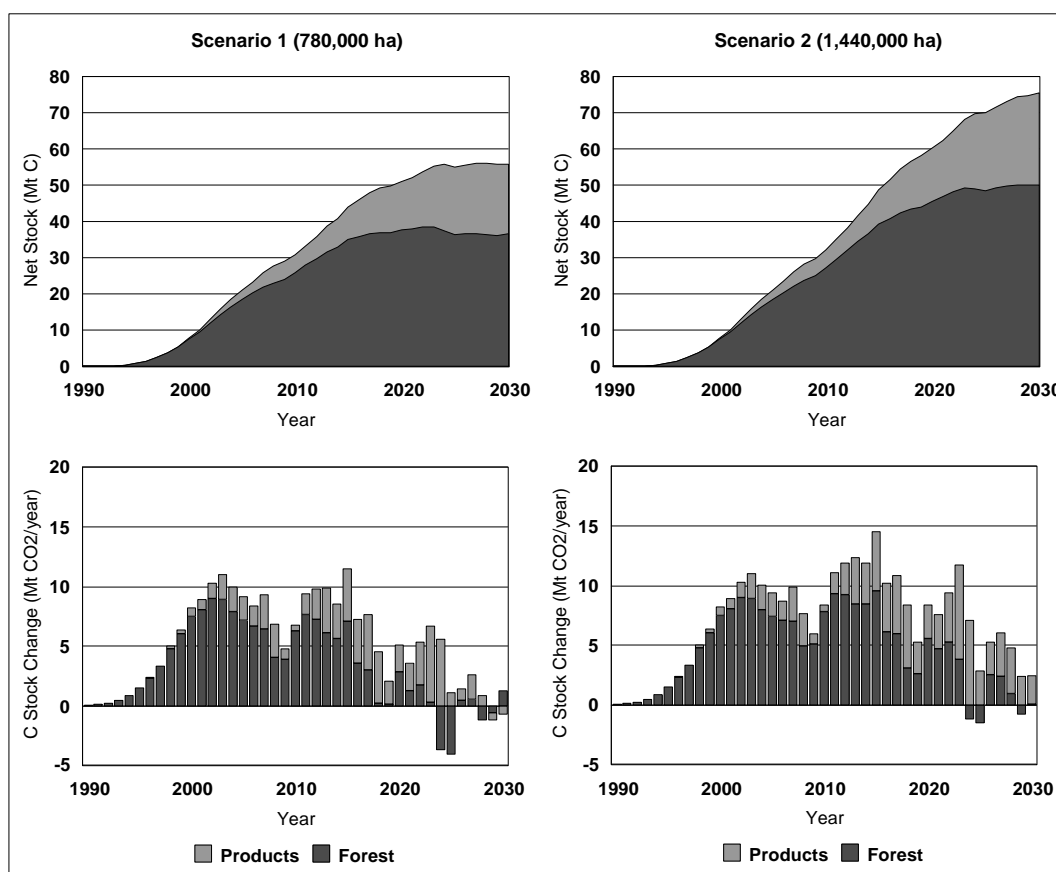 Scenario 1 (780,000 ha)
Net Stock (Mt C)
80
70
60
50
40
30
20
10
0
1990 2000 2010 2020 2030
Year
Scenario 2 (1,440,000 ha)
Net Stock (Mt C)
80
70
60
50
40
30
20
10
0
1990 2000 2010 2020 2030
Year
C Stock Change (Mt CO2/year)
20
15
10
5
0
-5
1990 2000 2010 2020 2030
Year
Products Forest
C Stock Change (Mt CO2/year)
20
15
10
5
0
-5
1990 2000 2010 2020 2030
Year
Products Forest